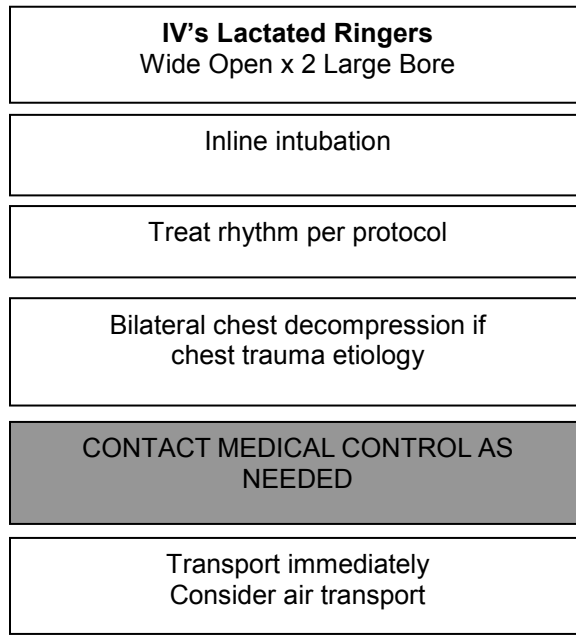 IV's Lactated Ringers
Wide Open x 2 Large Bore
Inline intubation
Treat rhythm per protocol
Bilateral chest decompression if
chest trauma etiology
CONTACT MEDICAL CONTROL AS
NEEDED
Transport immediately
Consider air transport